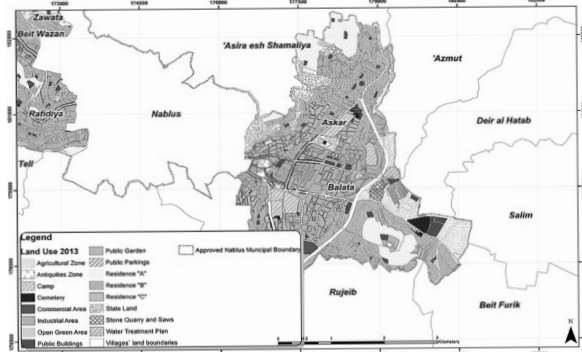 Zawata
Beit Wazan
'Asira esh Shamaliya
'Azmut
Rafidiya
Nablus
Askar
Deir al Hatab
Tell
Balata
Salim
Rujeib
Beit Furik
Legend
Land Use 2013
Agricultural Zone
Antiquities Zone
Camp
Cemetery
Commercial Area
Industrial Area
Open Green Area
Public Buildings
Public Garden
Public Parkings
Residence "A"
Residence "B"
Residence "C"
State Land
Stone Quarry and Saws
Water Treatment Plan
Villages' land boundaries
Approved Nablus Muncipal Boundary
Kilometers
N